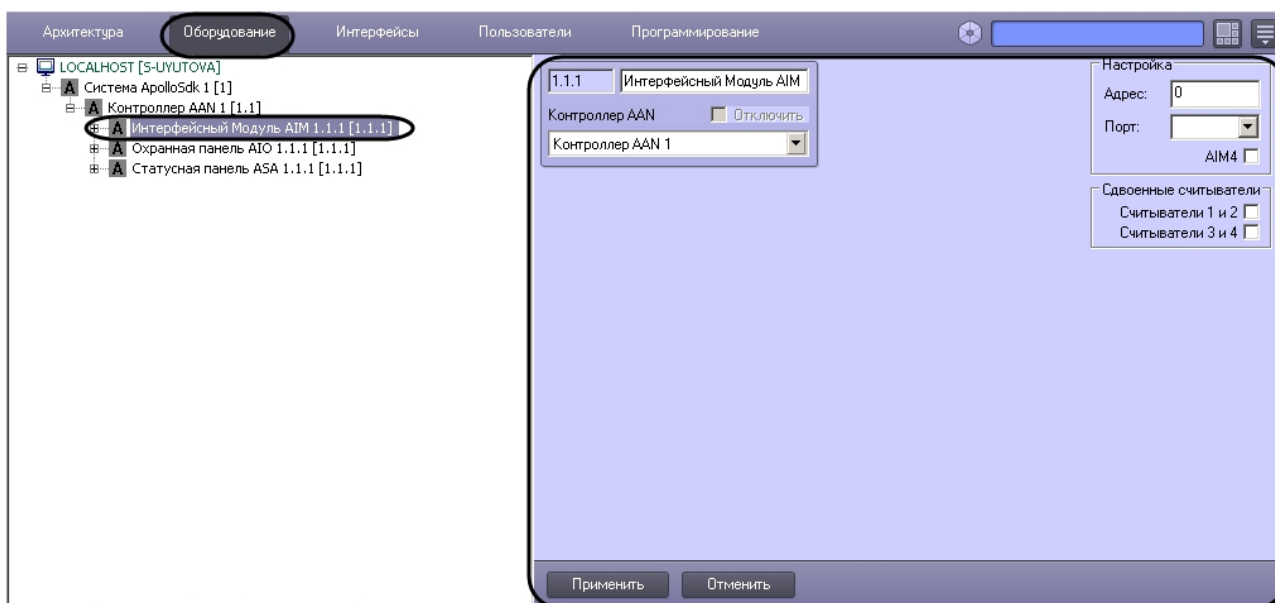 Архитектура Оборудование Интерфейсы Пользователи Программирование
LOCALHOST [S-UYUTOVA]
A Система ApolloSdk 1 [1]
A Контроллер AAN 1 [1.1]
A Интерфейсный Модуль AIM 1.1.1 [1.1.1]
A Охранная панель AIO 1.1.1 [1.1.1]
A Статусная панель ASA 1.1.1 [1.1.1]
1.1.1 Интерфейсный Модуль AIM
Контроллер AAN Отключить
Контроллер AAN 1
Настройка
Адрес: 0
Порт:
AIM4
Сдвоенные считыватели
Считыватели 1 и 2
Считыватели 3 и 4
Применить Отменить